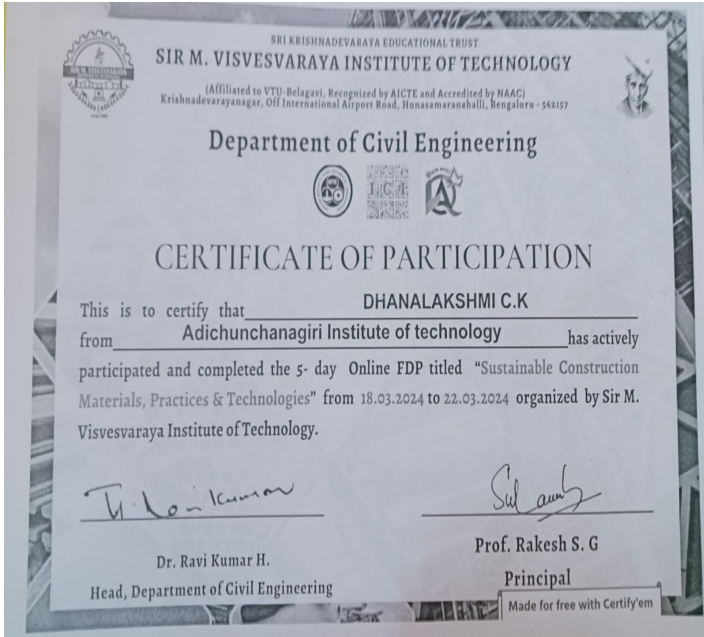 SRI KRISHNADEVARAYA EDUCATIONAL TRUST
SIR M. VISVESVARAYA INSTITUTE OF TECHNOLOGY
(Affiliated to VTU-Belagavi, Recognized by AICTE and Accredited by NAAC)
Krishnadevarayanagar, Off International Airport Road, Hunasamaranahalli, Bengaluru - 562157
Department of Civil Engineering
ICI
CERTIFICATE OF PARTICIPATION
This is to certify that DHANALAKSHMI C.K
from Adichunchanagiri Institute of technology has actively
participated and completed the 5- day Online FDP titled "Sustainable Construction
Materials, Practices & Technologies" from 18.03.2024 to 22.03.2024 organized by Sir M.
Visvesvaraya Institute of Technology.
Dr. Ravi Kumar H.
Head, Department of Civil Engineering
Prof. Rakesh S. G
Principal
Made for free with Certify'em